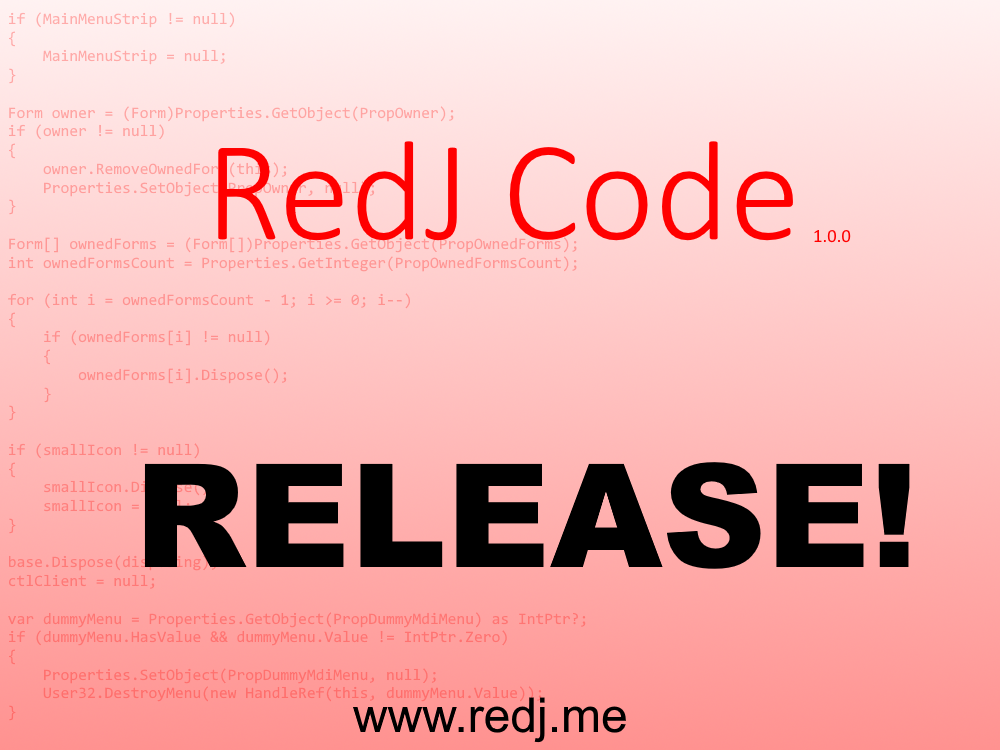 if (MainMenuStrip != null)
{
    MainMenuStrip = null;
}
Form owner = (Form)Properties.GetObject(PropOwner);
if (owner != null)
{
    owner.RemoveOwnedForm(this);
    Properties.SetObject(PropOwner, null);
}
RedJ Code
1.0.0
Form[] ownedForms = (Form[])Properties.GetObject(PropOwnedForms);
int ownedFormsCount = Properties.GetInteger(PropOwnedFormsCount);
for (int i = ownedFormsCount - 1; i >= 0; i--)
{
    if (ownedForms[i] != null)
    {
        ownedForms[i].Dispose();
    }
}
if (smallIcon != null)
{
    smallIcon.Dispose(
    smallIcon =
}
RELEASE!
base.Dispose(disposing);
ctlClient = null;
var dummyMenu = Properties.GetObject(PropDummyMdiMenu) as IntPtr?;
if (dummyMenu.HasValue && dummyMenu.Value != IntPtr.Zero)
{
    Properties.SetObject(PropDummyMdiMenu, null);
    User32.DestroyMenu(new HandleRef(this, dummyMenu.Value));
}
www.redj.me